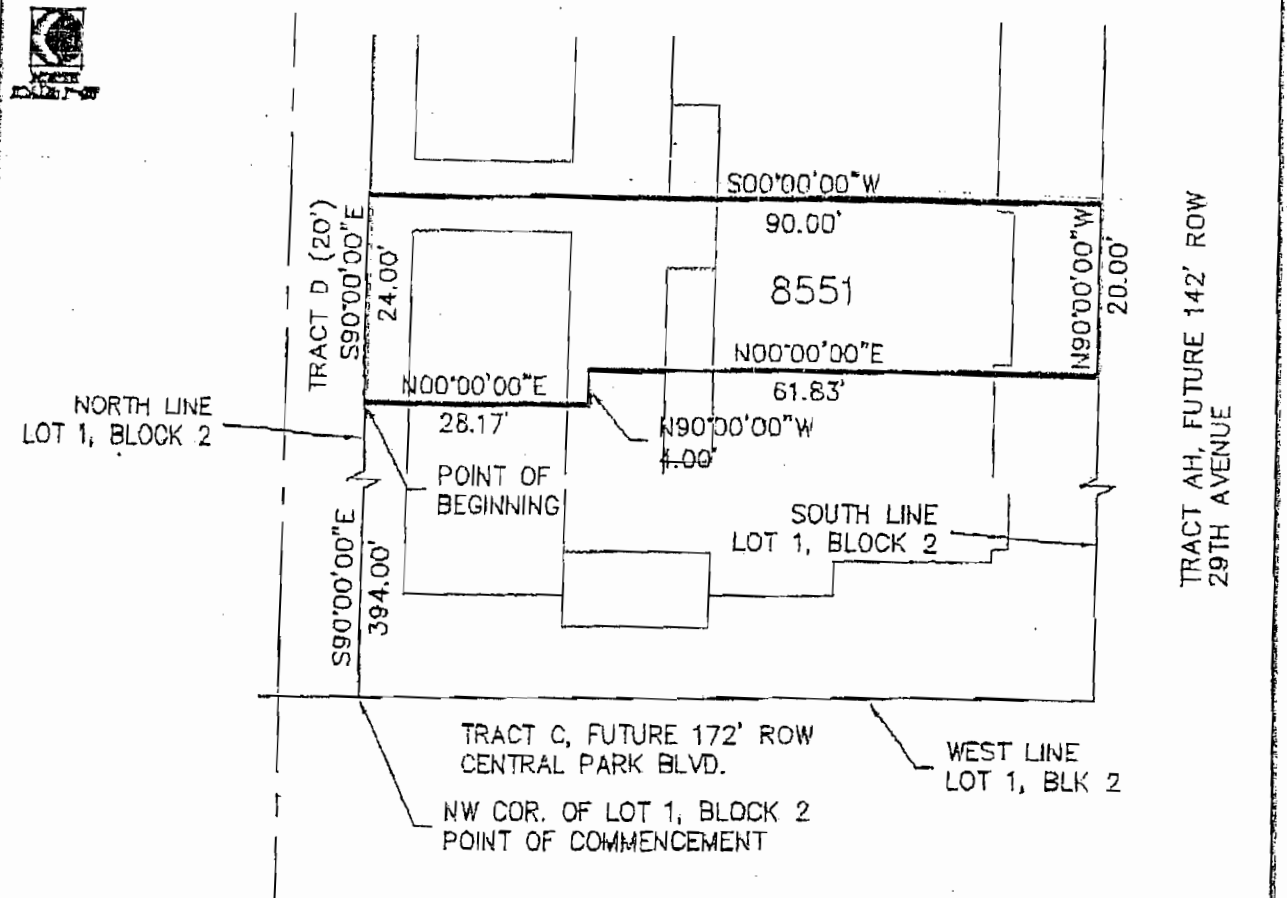 S00°00'00"W
90.00'
TRACT D (20')
S90°00'00"E
24.00'
8551
N90°00'00"W
20.00'
TRACT AH, FUTURE 142' ROW
29TH AVENUE
N00°00'00"E
61.83'
N00°00'00"E
28.17'
N90°00'00"W
4.00'
NORTH LINE
LOT 1, BLOCK 2
POINT OF
BEGINNING
SOUTH LINE
LOT 1, BLOCK 2
S90°00'00"E
394.00'
TRACT C, FUTURE 172' ROW
CENTRAL PARK BLVD.
WEST LINE
LOT 1, BLK 2
NW COR. OF LOT 1, BLOCK 2
POINT OF COMMENCEMENT